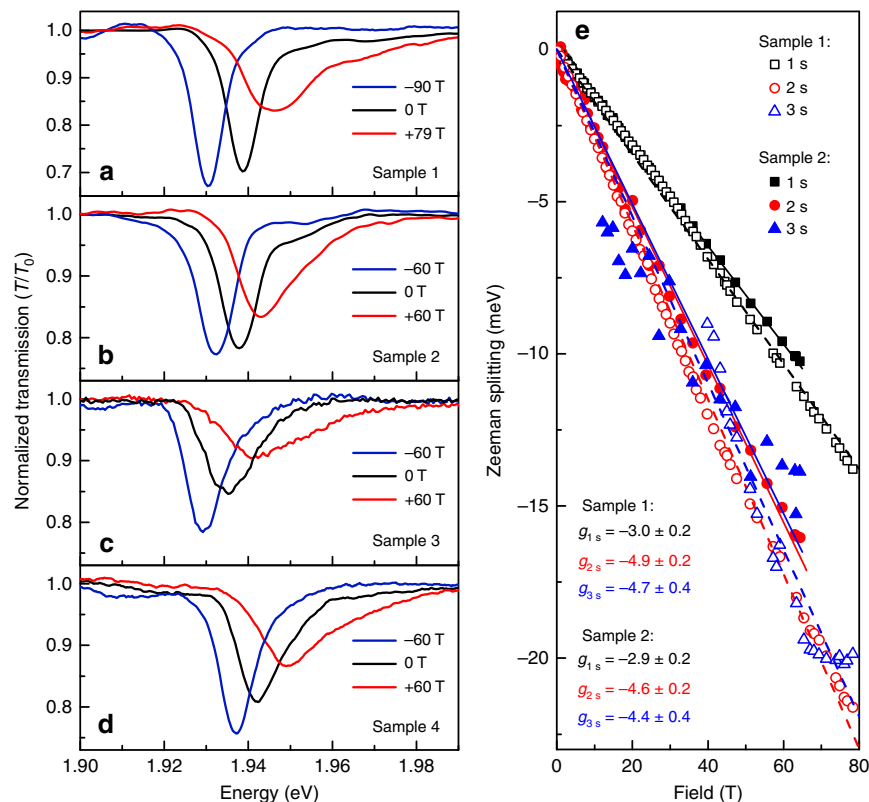 Normalized transmission (T/T0)
1.0
0.9
0.8
0.7
–90 T
0 T
+79 T
a
Sample 1
1.0
0.9
0.8
–60 T
0 T
+60 T
b
Sample 2
1.0
0.9
0.8
–60 T
0 T
+60 T
c
Sample 3
1.0
0.9
0.8
–60 T
0 T
+60 T
d
Sample 4
1.90 1.92 1.94 1.96 1.98
Energy (eV)
e
Zeeman splitting (meV)
0
–5
–10
–15
–20
Sample 1:
1 s
2 s
3 s
Sample 2:
1 s
2 s
3 s
Sample 1:
g1 s = –3.0 ± 0.2
g2 s = –4.9 ± 0.2
g3 s = –4.7 ± 0.4
Sample 2:
g1 s = –2.9 ± 0.2
g2 s = –4.6 ± 0.2
g3 s = –4.4 ± 0.4
0 20 40 60 80
Field (T)